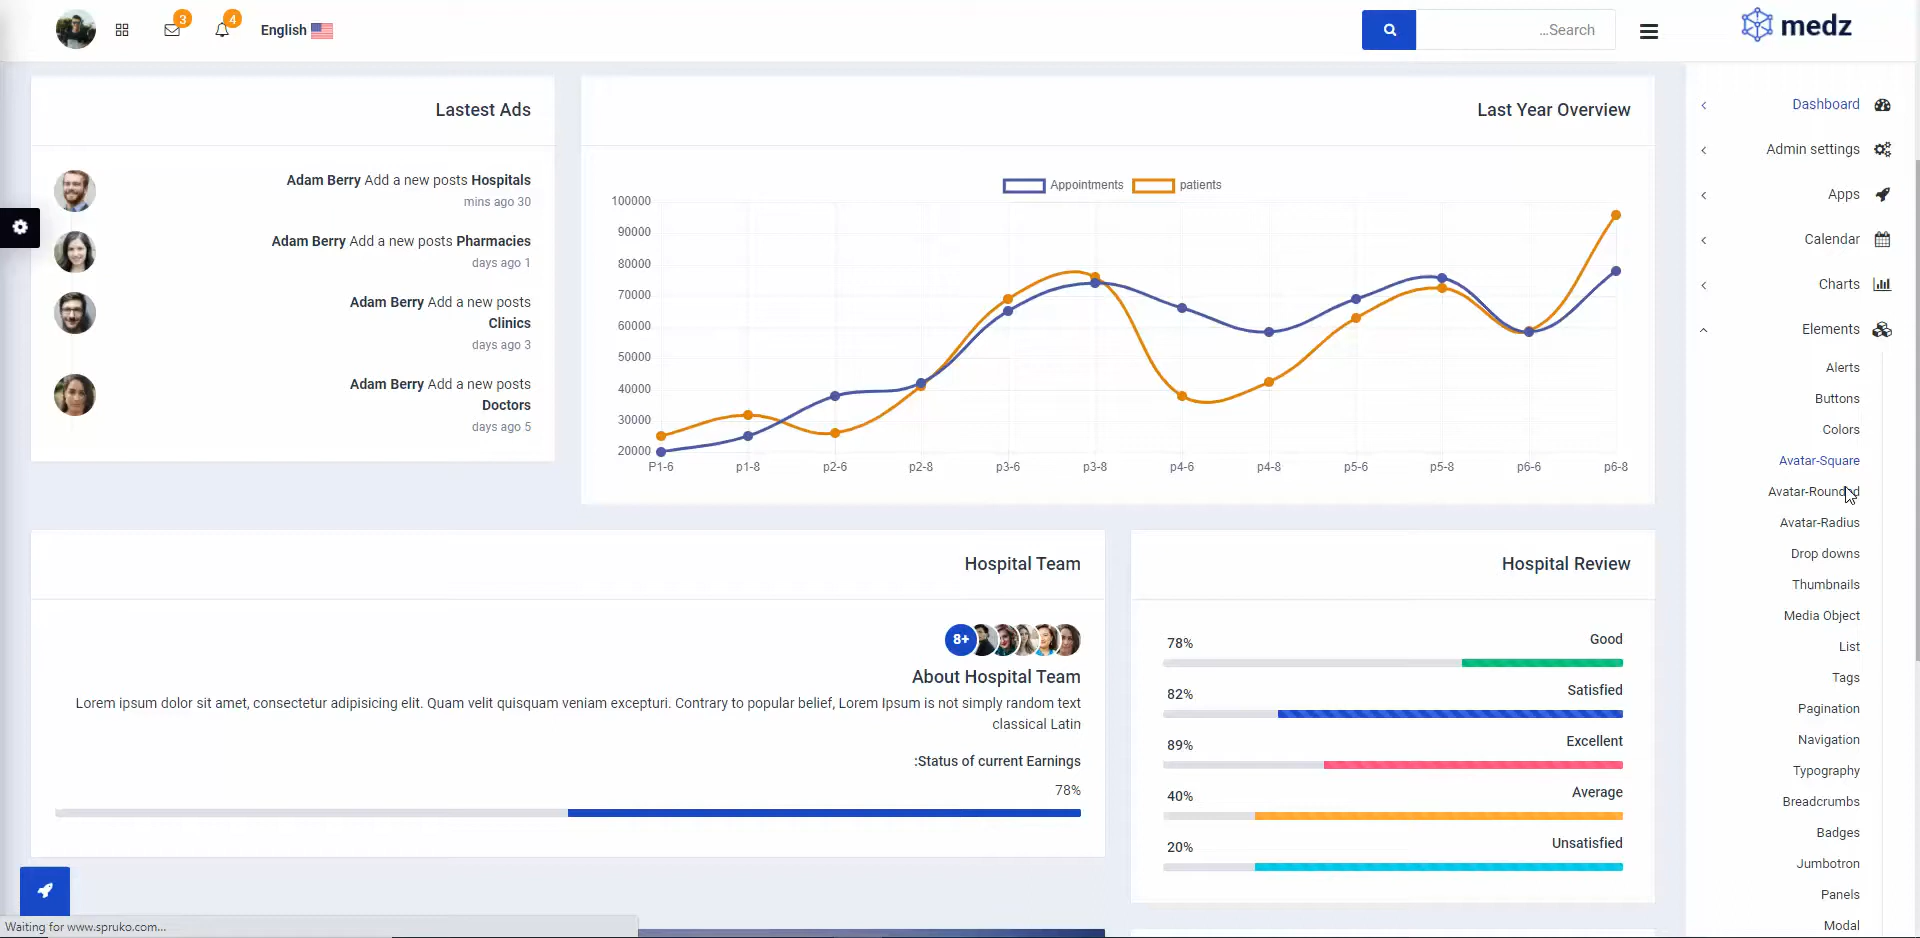 3
4
English
...Search
medz
Lastest Ads
Adam Berry Add a new posts Hospitals
mins ago 30
Adam Berry Add a new posts Pharmacies
days ago 1
Adam Berry Add a new posts
Clinics
days ago 3
Adam Berry Add a new posts
Doctors
days ago 5
Last Year Overview
Appointments patients
100000
90000
80000
70000
60000
50000
40000
30000
20000
P1-6 p1-8 p2-6 p2-8 p3-6 p3-8 p4-6 p4-8 p5-6 p5-8 p6-6 p6-8
Hospital Team
8+
About Hospital Team
Lorem ipsum dolor sit amet, consectetur adipisicing elit. Quam velit quisquam veniam excepturi. Contrary to popular belief, Lorem Ipsum is not simply random text
classical Latin
:Status of current Earnings
78%
Hospital Review
78% Good
82% Satisfied
89% Excellent
40% Average
20% Unsatisfied
Dashboard
Admin settings
Apps
Calendar
Charts
Elements
Alerts
Buttons
Colors
Avatar-Square
Avatar-Rounded
Avatar-Radius
Drop downs
Thumbnails
Media Object
List
Tags
Pagination
Navigation
Typography
Breadcrumbs
Badges
Jumbotron
Panels
Modal
Waiting for www.spruko.com...